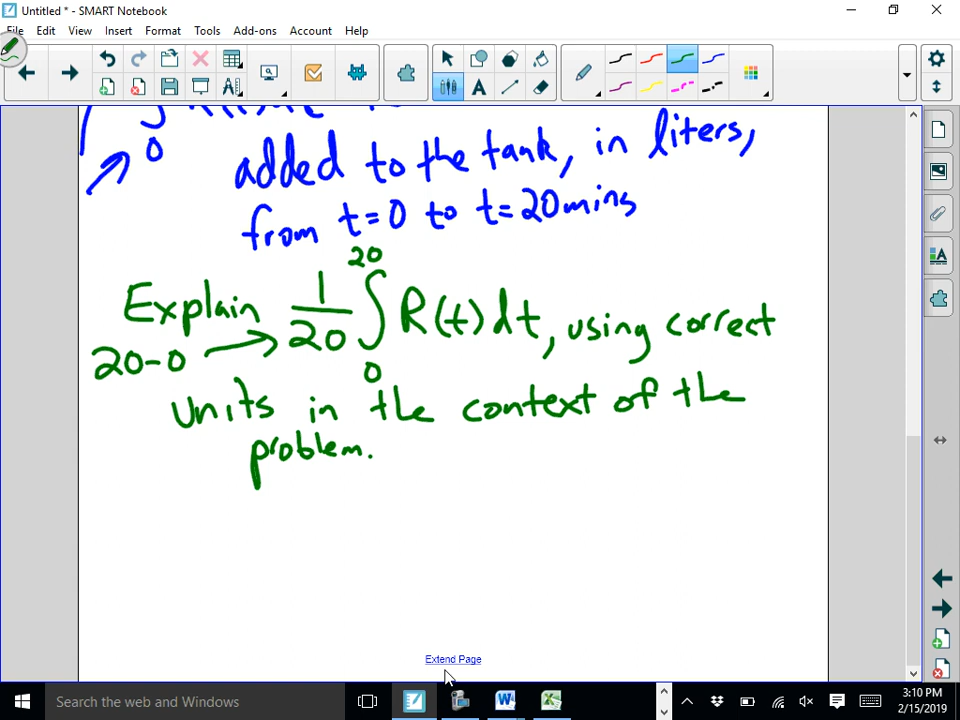 Untitled * - SMART Notebook
File Edit View Insert Format Tools Add-ons Account Help
0
added to the tank, in liters,
from t=0 to t=20mins
Explain 1/20 ∫₀²⁰ R(t)dt, using correct
20-0
units in the context of the
problem.
Extend Page
Search the web and Windows
3:10 PM
2/15/2019